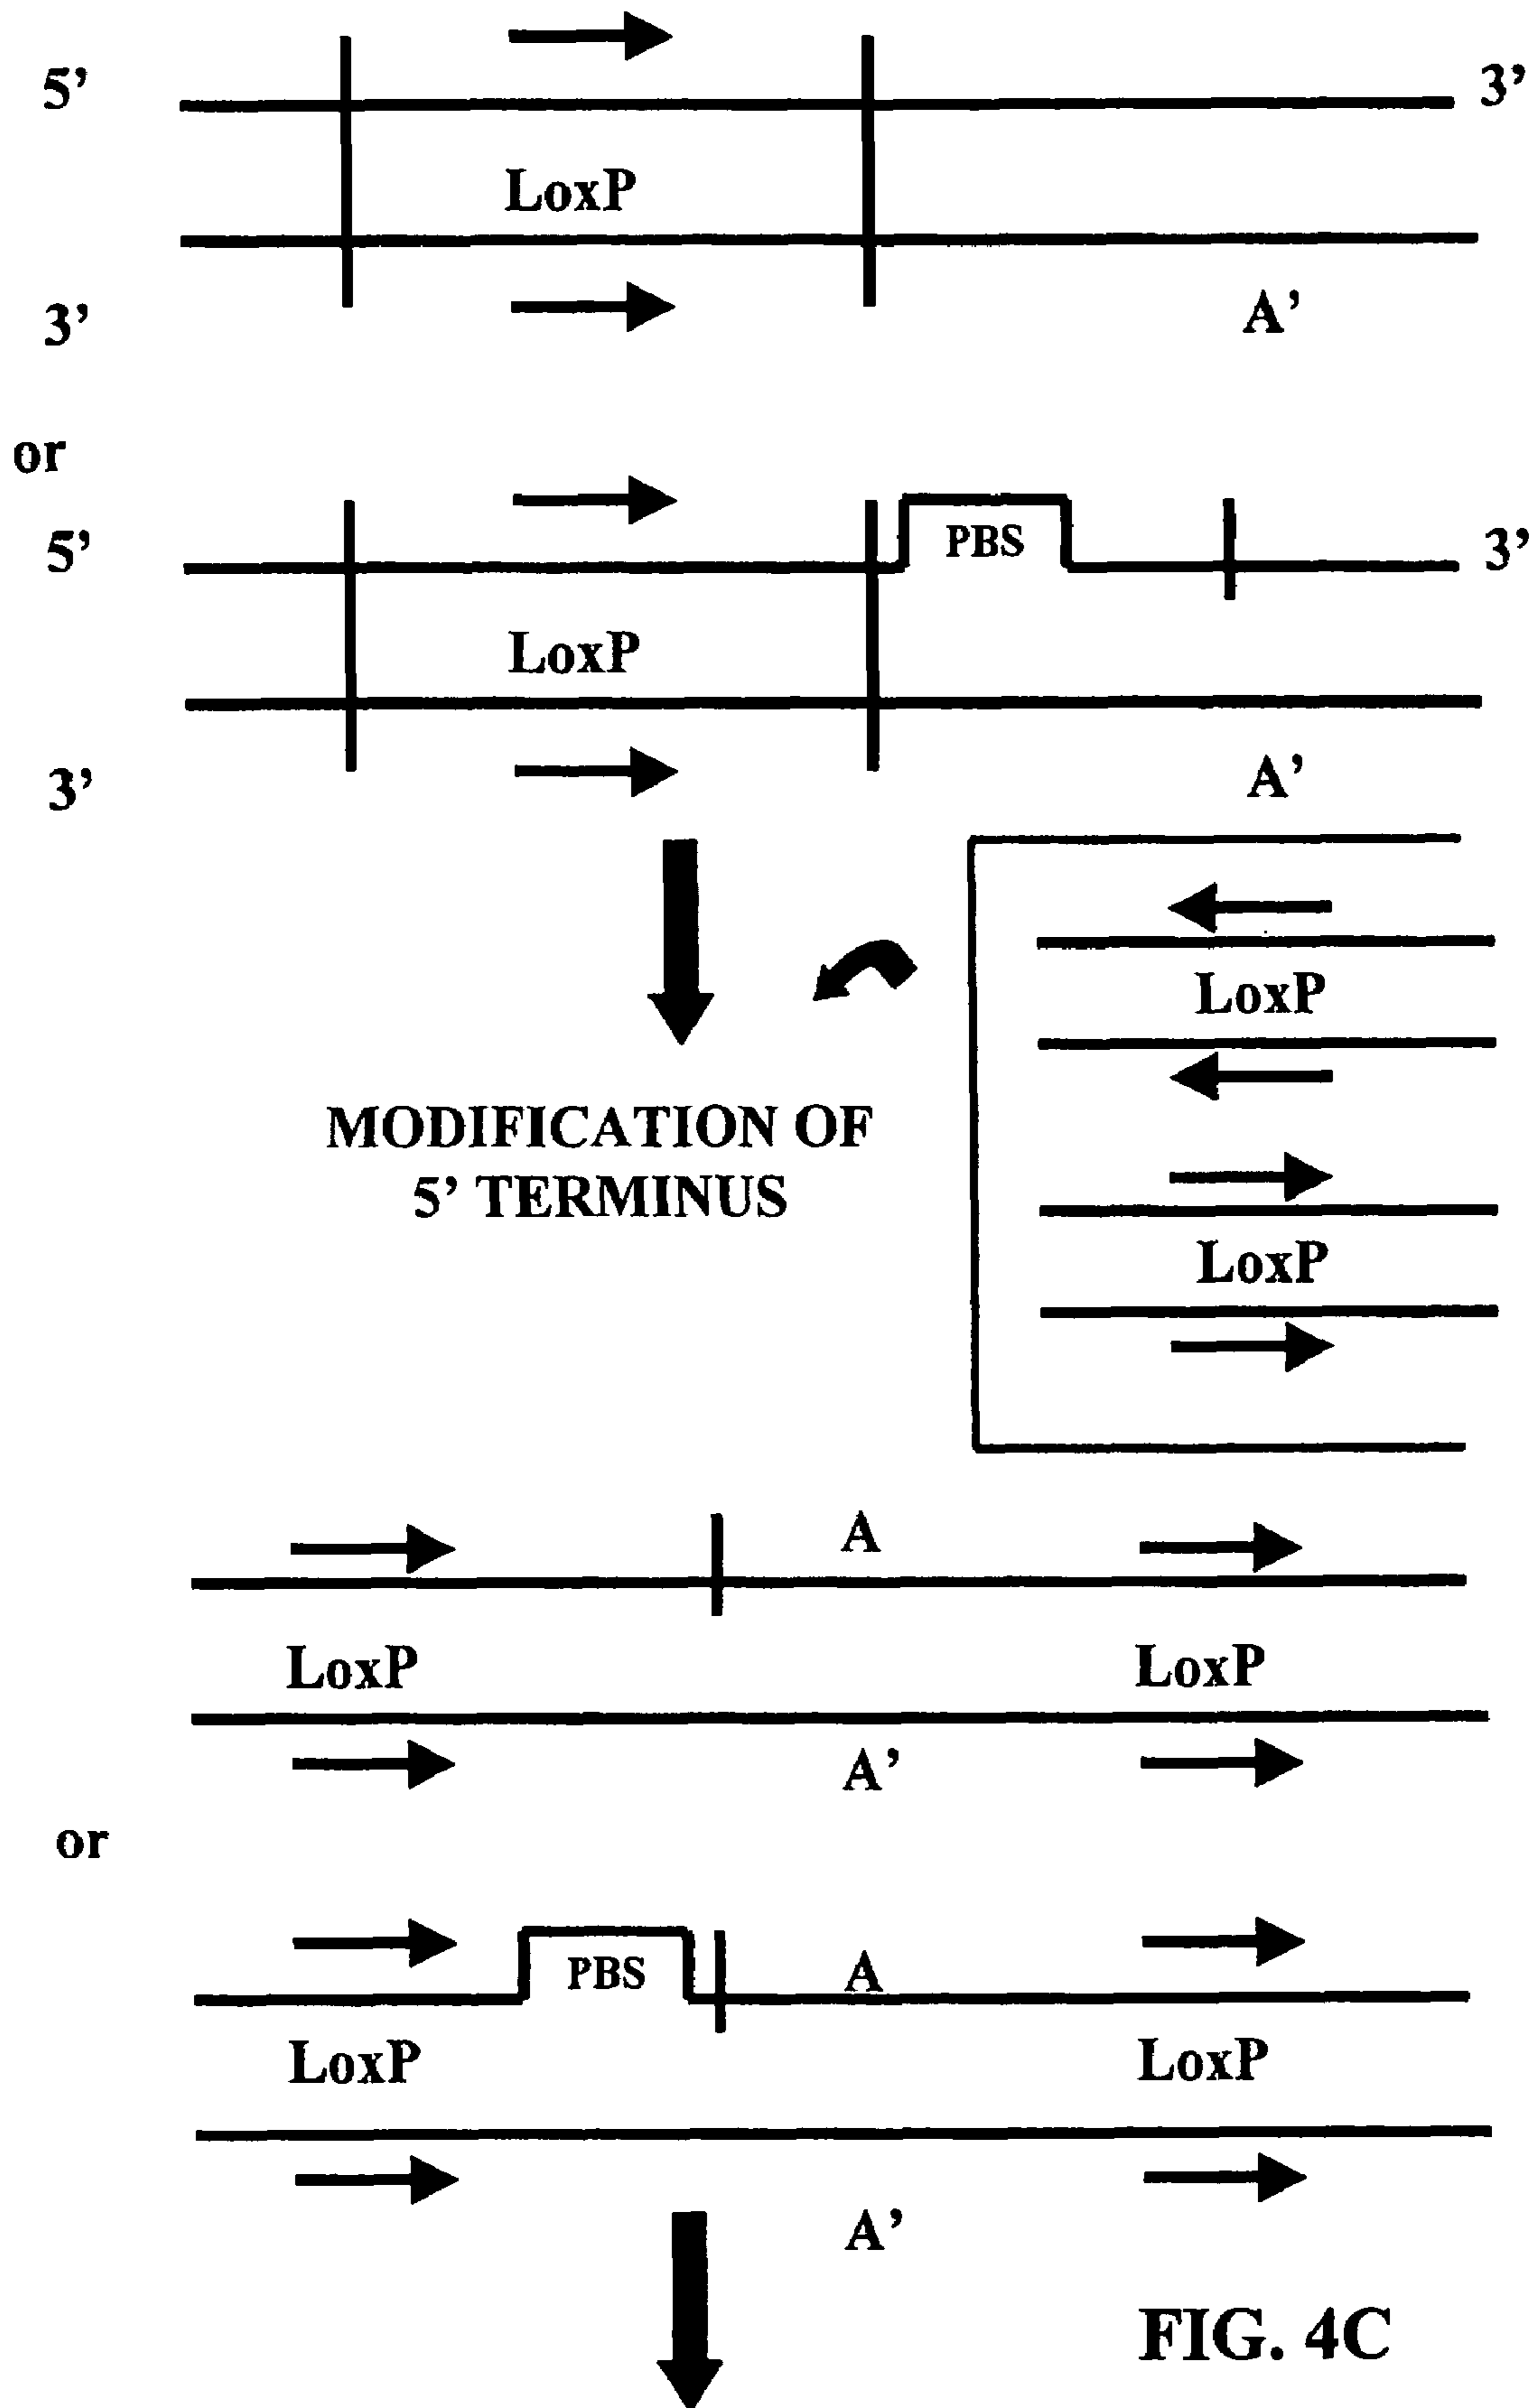 5’ 3’
LoxP
3’ A’
or
5’ PBS 3’
LoxP
3’ A’
LoxP
MODIFICATION OF
5’ TERMINUS
LoxP
A
LoxP LoxP
A’
or
PBS A
LoxP LoxP
A’
FIG. 4C